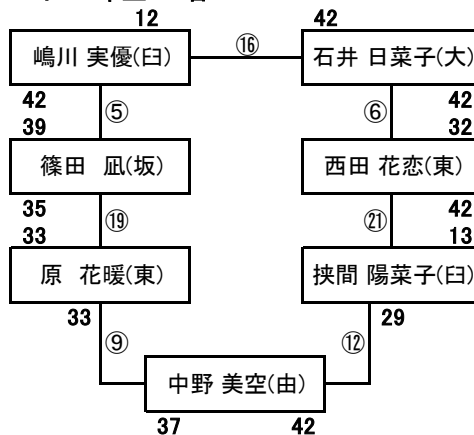 12 42
嶋川 実優(臼) ⑯ 石井 日菜子(大)
42 ⑤ ⑥ 42
39 32
篠田 凪(坂) 西田 花恋(東)
35 ⑲ ㉑ 42
33 13
原 花暖(東) 挟間 陽菜子(臼)
33 29
⑨ ⑫
中野 美空(由)
37 42